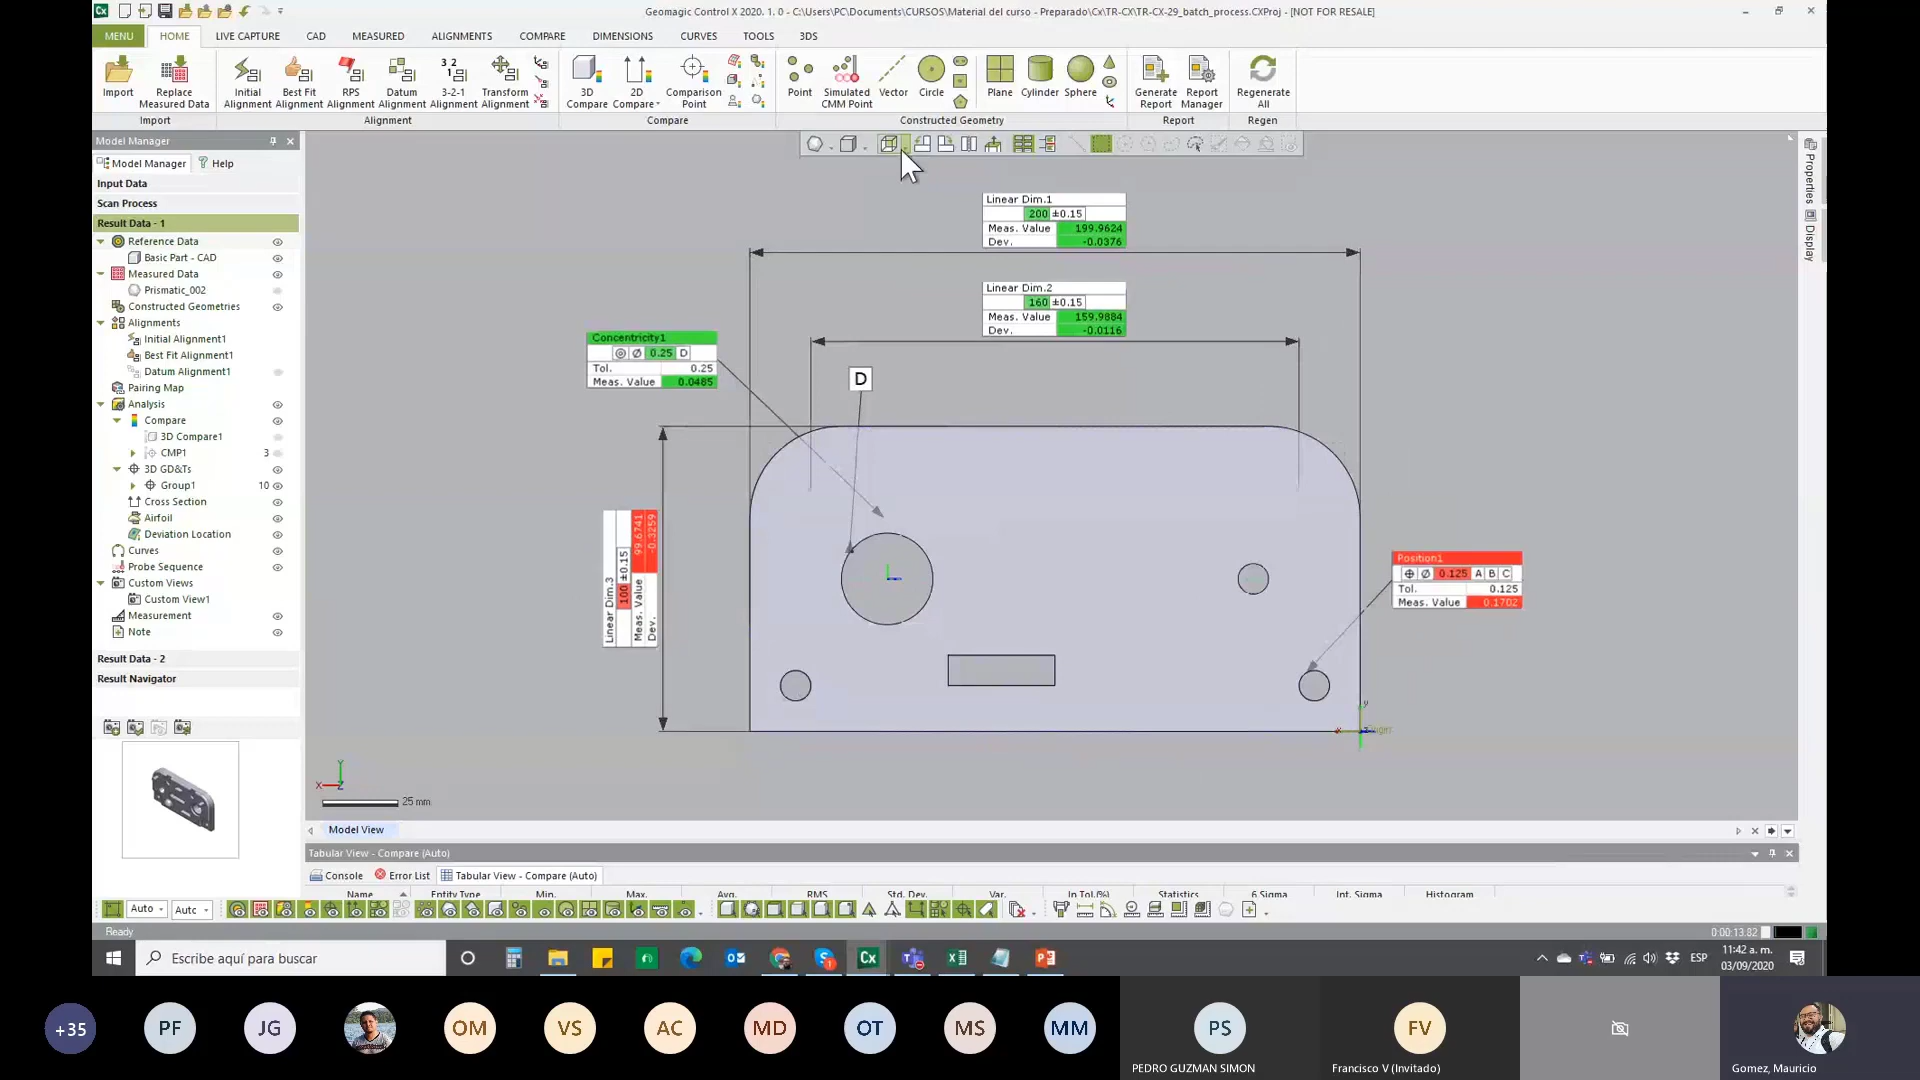 Geomagic Control X 2020. 1. 0 - C:\Users\PC\Documents\CURSOS\Material del curso - Preparado\Cx\TR-CX\TR-CX-29_batch_process.CXProj - [NOT FOR RESALE]
MENU HOME LIVE CAPTURE CAD MEASURED ALIGNMENTS COMPARE DIMENSIONS CURVES TOOLS 3DS
Import
Replace Measured Data
Initial Alignment
Best Fit Alignment
RPS Alignment
Datum Alignment
3-2-1 Alignment
Transform Alignment
3D Compare
2D Compare
Comparison Point
Point
Simulated CMM Point
Vector
Circle
Plane
Cylinder
Sphere
Generate Report
Report Manager
Regenerate All
Import Alignment Compare Constructed Geometry Report Regen
Model Manager
Model Manager Help
Input Data
Scan Process
Result Data - 1
Reference Data
Basic Part - CAD
Measured Data
Prismatic_002
Constructed Geometries
Alignments
Initial Alignment1
Best Fit Alignment1
Datum Alignment1
Pairing Map
Analysis
Compare
3D Compare1
CMP1 3
3D GD&Ts
Group1 10
Cross Section
Airfoil
Deviation Location
Curves
Probe Sequence
Custom Views
Custom View1
Measurement
Note
Result Data - 2
Result Navigator
Linear Dim.1
200 ±0.15
Meas. Value 199.9624
Dev. -0.0376
Linear Dim.2
160 ±0.15
Meas. Value 159.9884
Dev. -0.0116
Concentricity1
◎ Ø 0.25 D
Tol. 0.25
Meas. Value 0.0485
D
Linear Dim.3
100 ±0.15
Meas. Value 99.6741
Dev. -0.3259
Position1
⌖ Ø 0.125 A B C
Tol. 0.125
Meas. Value 0.1702
Y
X Z
25 mm
Properties
Display
Model View
Tabular View - Compare (Auto)
Console Error List Tabular View - Compare (Auto)
Name Entity Type Min. Max. Avg. RMS Std. Dev. Var. In Tol.(%) Statistics 6 Sigma Int. Sigma Histogram
Auto Autc
Ready
0:00:13.82
Escribe aquí para buscar
ESP
11:42 a. m.
03/09/2020
+35 PF JG OM VS AC MD OT MS MM PS FV
PEDRO GUZMAN SIMON
Francisco V (Invitado)
Gomez, Mauricio